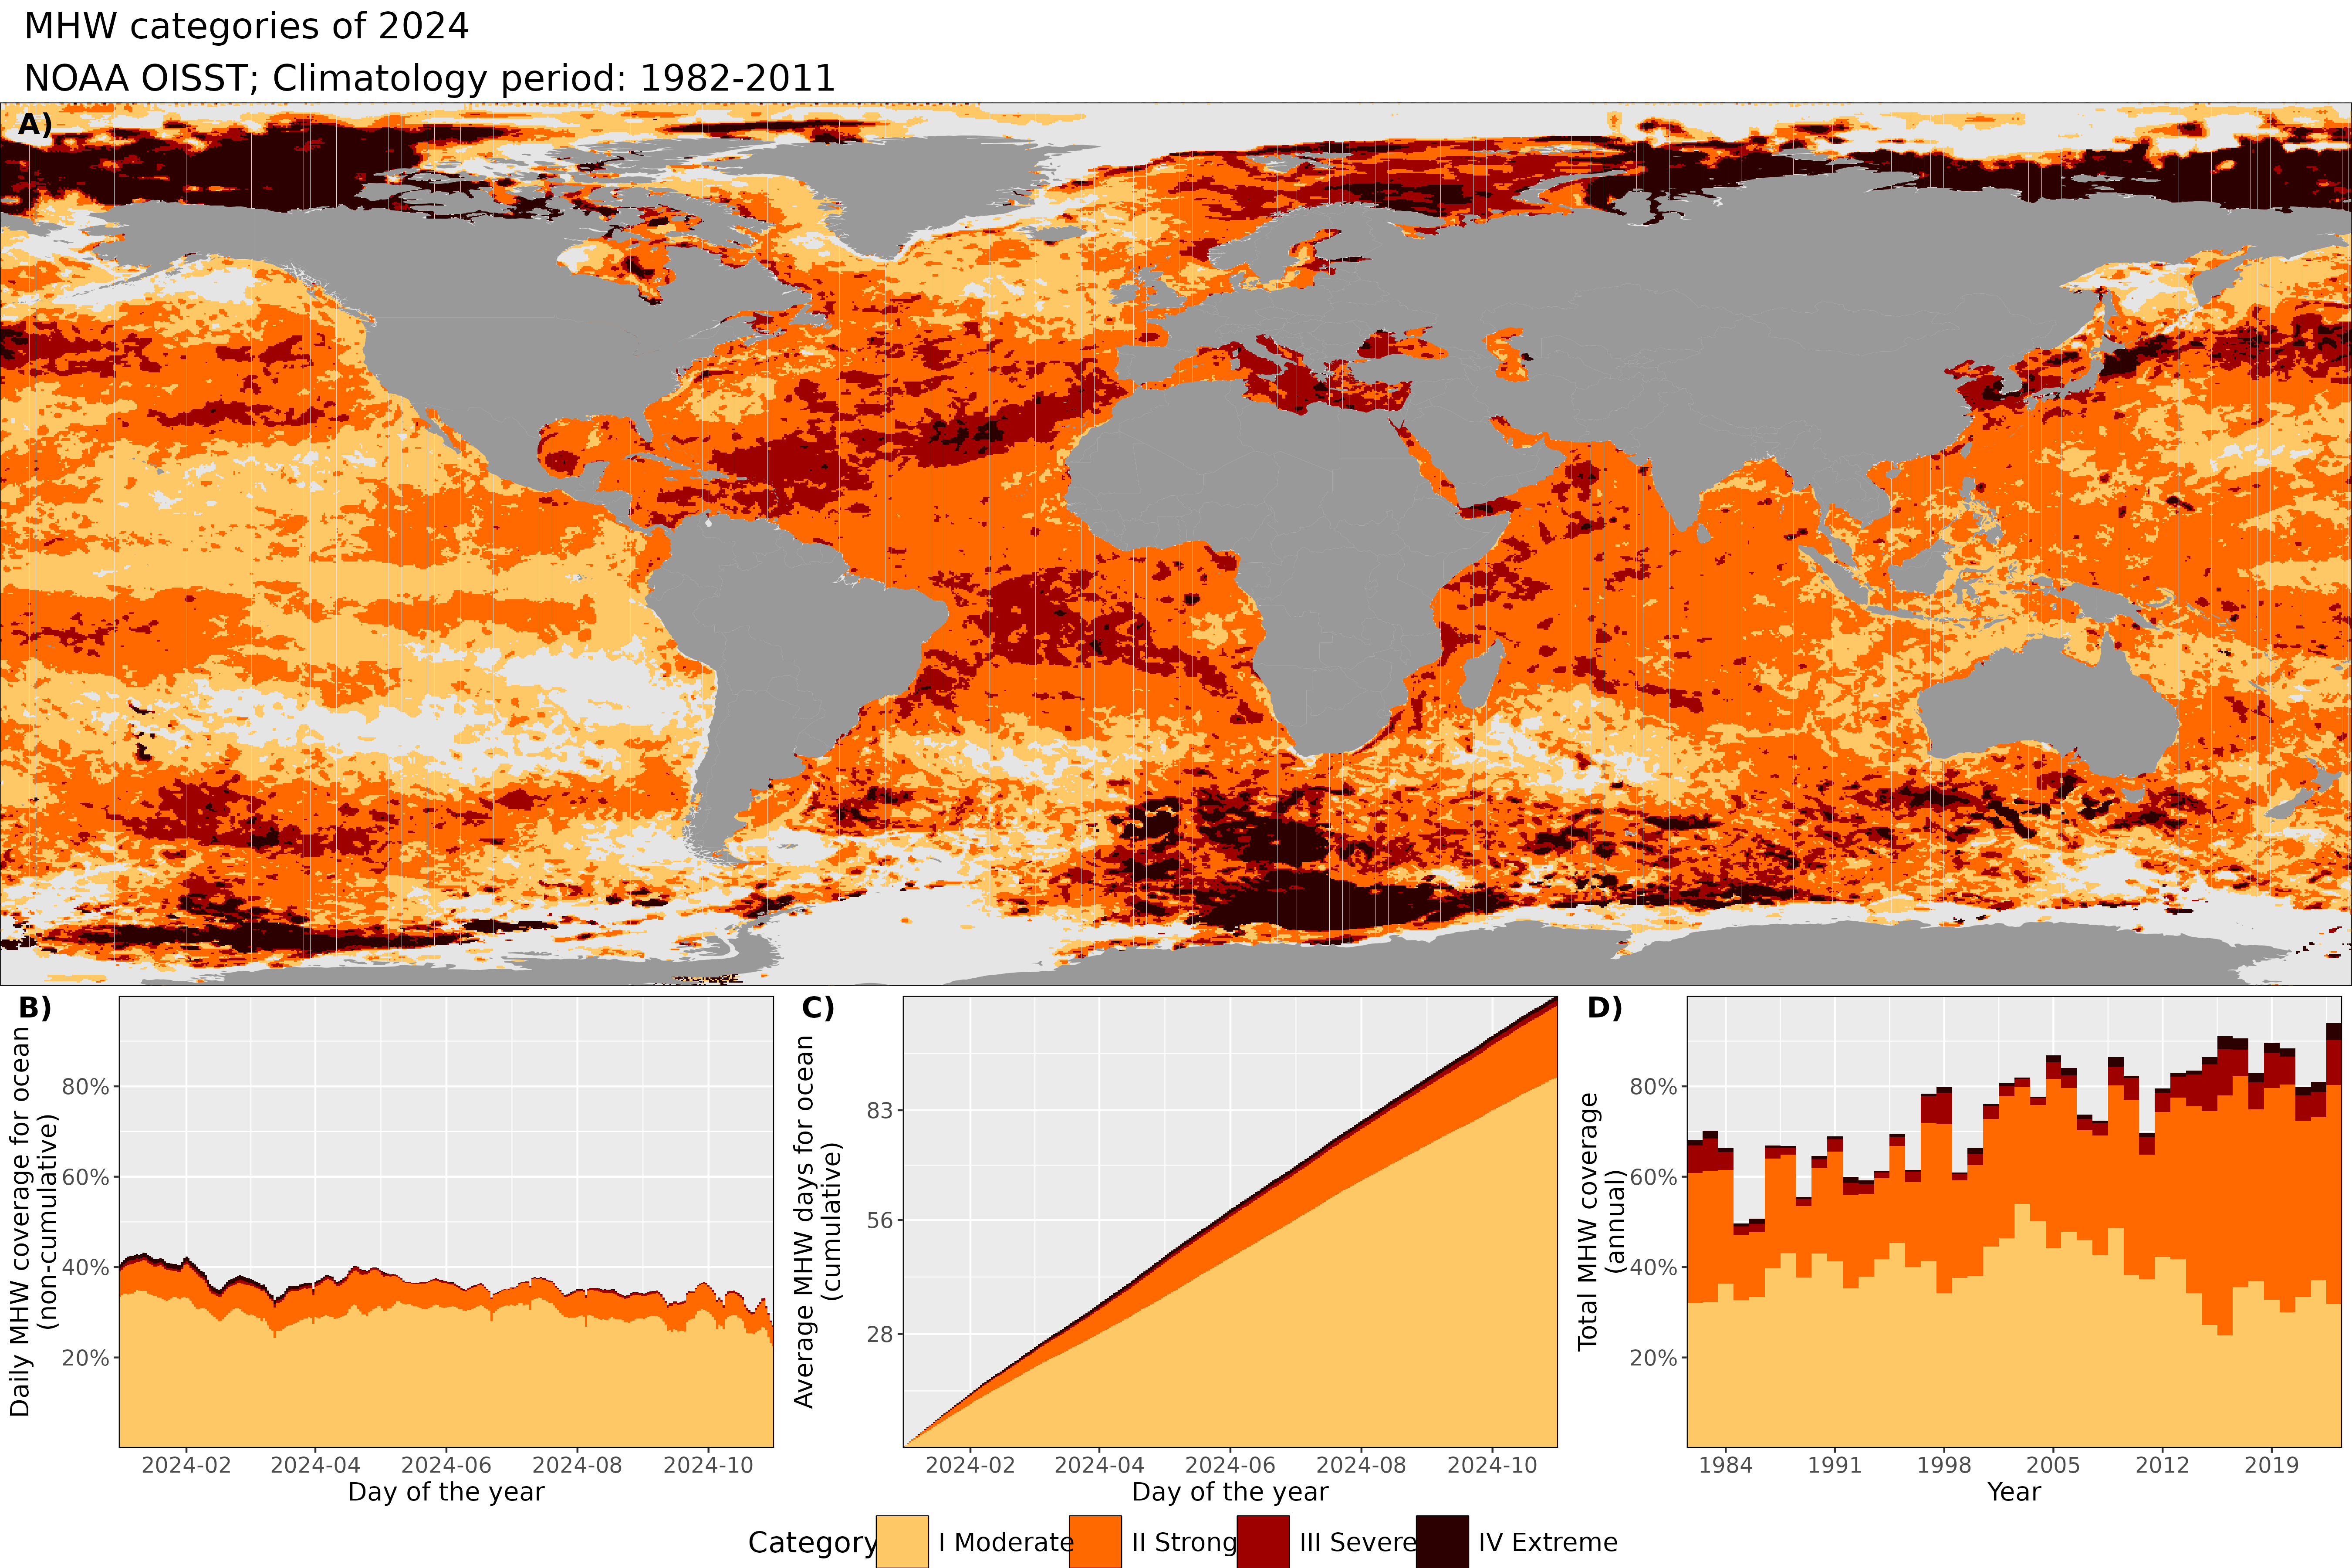 MHW categories of 2024
NOAA OISST; Climatology period: 1982-2011
A)
B)
Daily MHW coverage for ocean
(non-cumulative)
80%
60%
40%
20%
2024-02 2024-04 2024-06 2024-08 2024-10
Day of the year
C)
Average MHW days for ocean
(cumulative)
83
56
28
2024-02 2024-04 2024-06 2024-08 2024-10
Day of the year
D)
Total MHW coverage
(annual)
80%
60%
40%
20%
1984 1991 1998 2005 2012 2019
Year
Category I Moderate II Strong III Severe IV Extreme